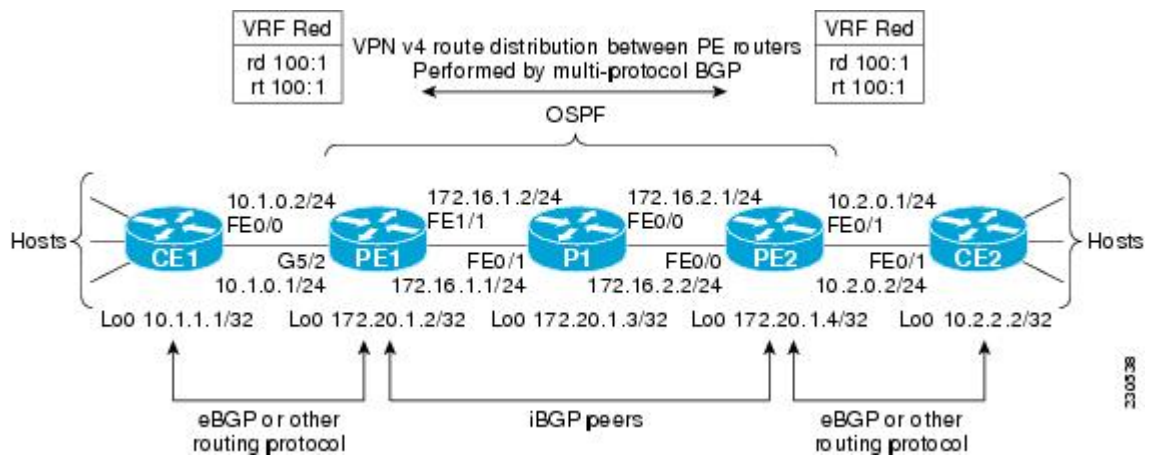 VRF Red
rd 100:1
rt 100:1
VPN v4 route distribution between PE routers
Performed by multi-protocol BGP
VRF Red
rd 100:1
rt 100:1
OSPF
10.1.0.2/24
172.16.1.2/24
172.16.2.1/24
10.2.0.1/24
FE0/0
FE1/1
FE0/0
FE0/1
Hosts
CE1
PE1
P1
PE2
CE2
Hosts
G5/2
FE0/1
FE0/0
FE0/1
10.1.0.1/24
172.16.1.1/24
172.16.2.2/24
10.2.0.2/24
Lo0 10.1.1.1/32
Lo0 172.20.1.2/32
Lo0 172.20.1.3/32
Lo0 172.20.1.4/32
Lo0 10.2.2.2/32
eBGP or other
routing protocol
iBGP peers
eBGP or other
routing protocol
230538